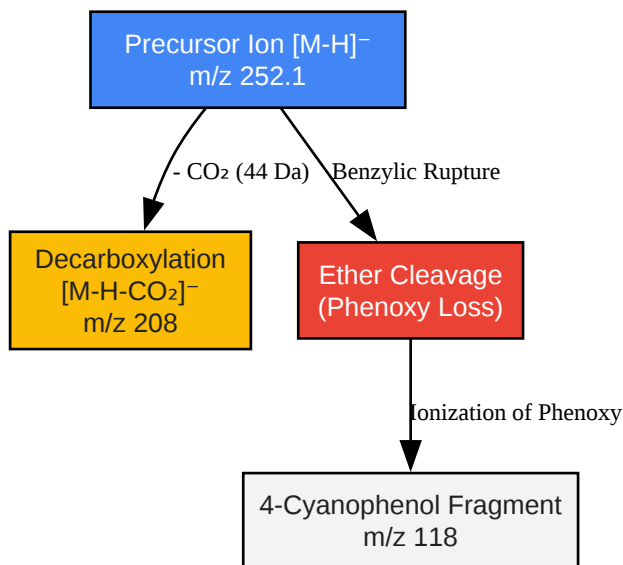 Precursor Ion [M-H]⁻
m/z 252.1
- CO₂ (44 Da)
Benzylic Rupture
Decarboxylation
[M-H-CO₂]⁻
m/z 208
Ether Cleavage
(Phenoxy Loss)
Ionization of Phenoxy
4-Cyanophenol Fragment
m/z 118